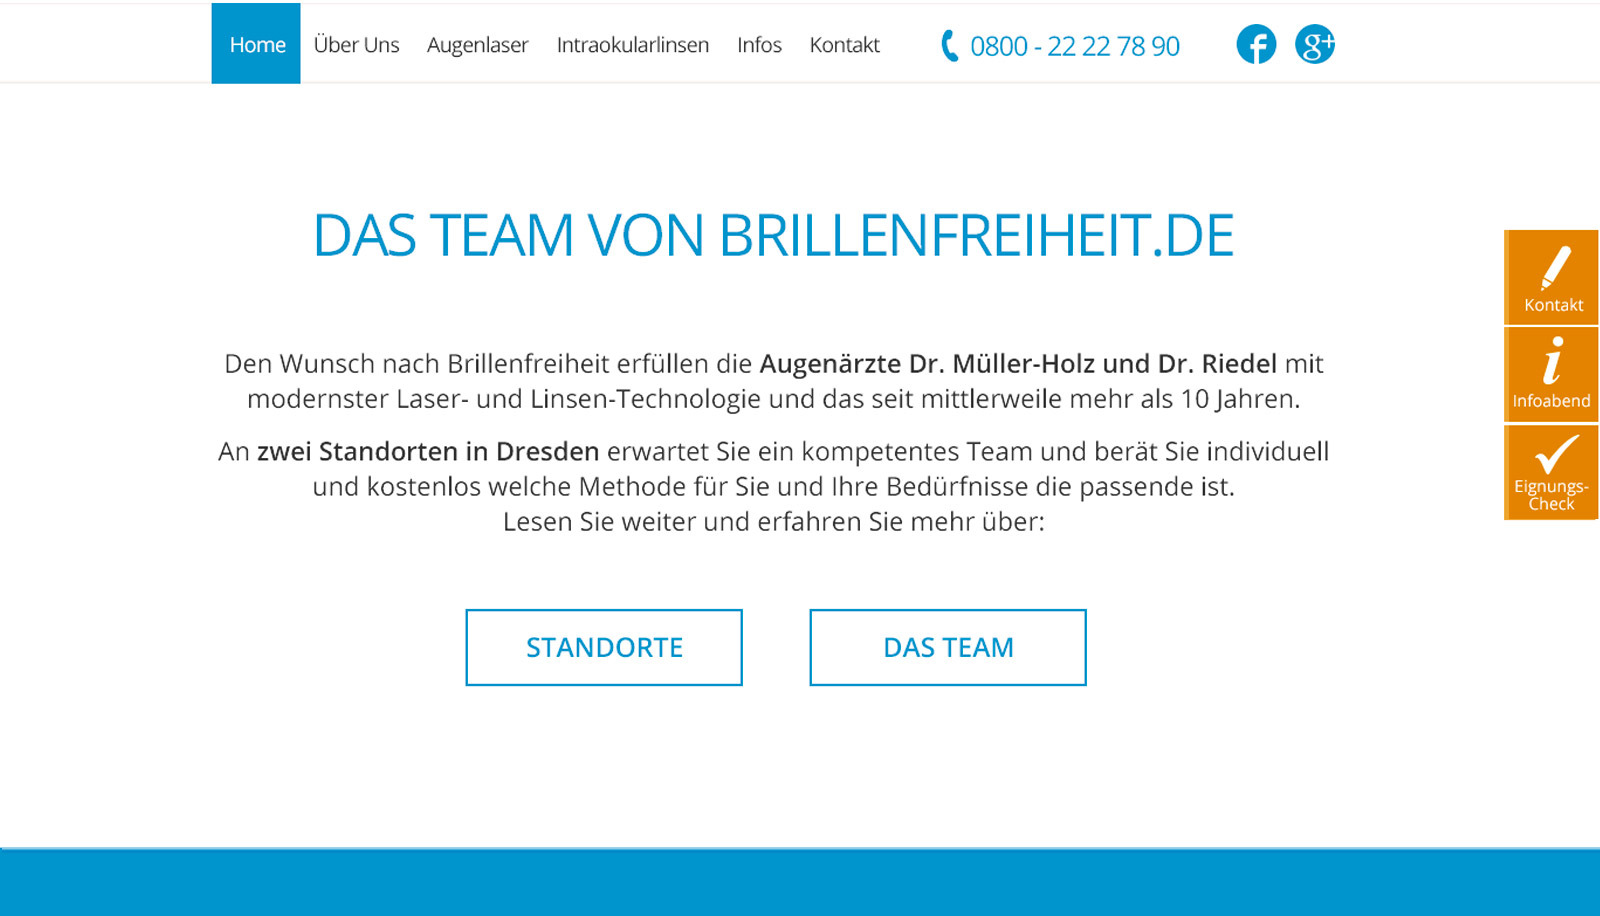 Home Über Uns Augenlaser Intraokularlinsen Infos Kontakt 0800 - 22 22 78 90 f g+
DAS TEAM VON BRILLENFREIHEIT.DE
Den Wunsch nach Brillenfreiheit erfüllen die Augenärzte Dr. Müller-Holz und Dr. Riedel mit
modernster Laser- und Linsen-Technologie und das seit mittlerweile mehr als 10 Jahren.
An zwei Standorten in Dresden erwartet Sie ein kompetentes Team und berät Sie individuell
und kostenlos welche Methode für Sie und Ihre Bedürfnisse die passende ist.
Lesen Sie weiter und erfahren Sie mehr über:
STANDORTE DAS TEAM
Kontakt
i
Infoabend
Eignungs-
Check